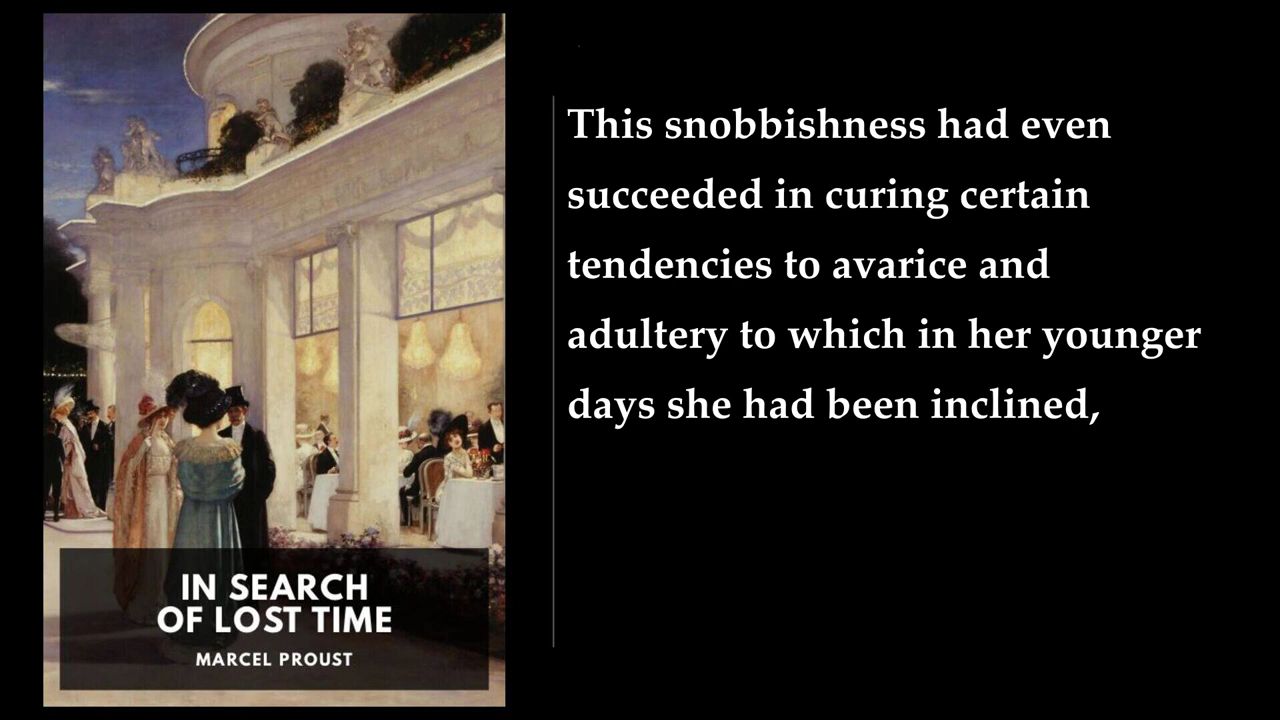 This snobbishness had even
succeeded in curing certain
tendencies to avarice and
adultery to which in her younger
days she had been inclined,
IN SEARCH
OF LOST TIME
MARCEL PROUST